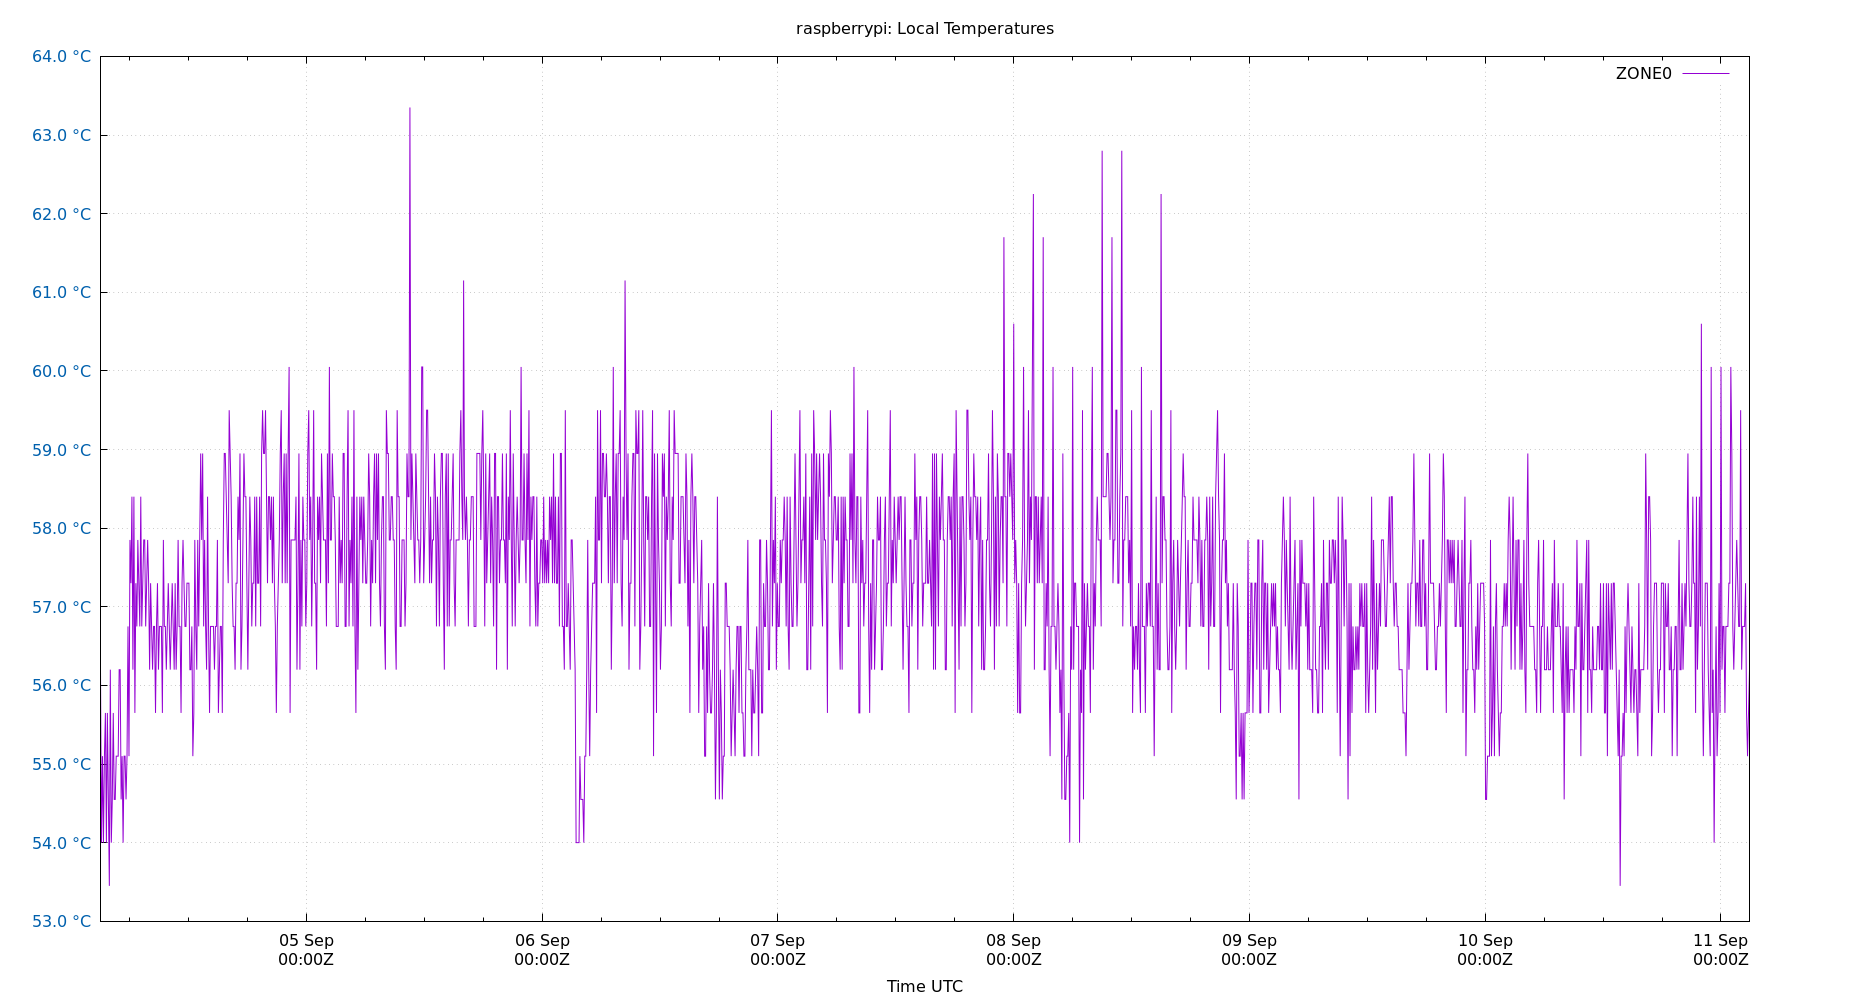 raspberrypi: Local Temperatures
64.0 °C
ZONE0
63.0 °C
62.0 °C
61.0 °C
60.0 °C
59.0 °C
58.0 °C
57.0 °C
56.0 °C
55.0 °C
54.0 °C
53.0 °C
05 Sep 06 Sep 07 Sep 08 Sep 09 Sep 10 Sep 11 Sep
00:00Z 00:00Z 00:00Z 00:00Z 00:00Z 00:00Z 00:00Z
Time UTC